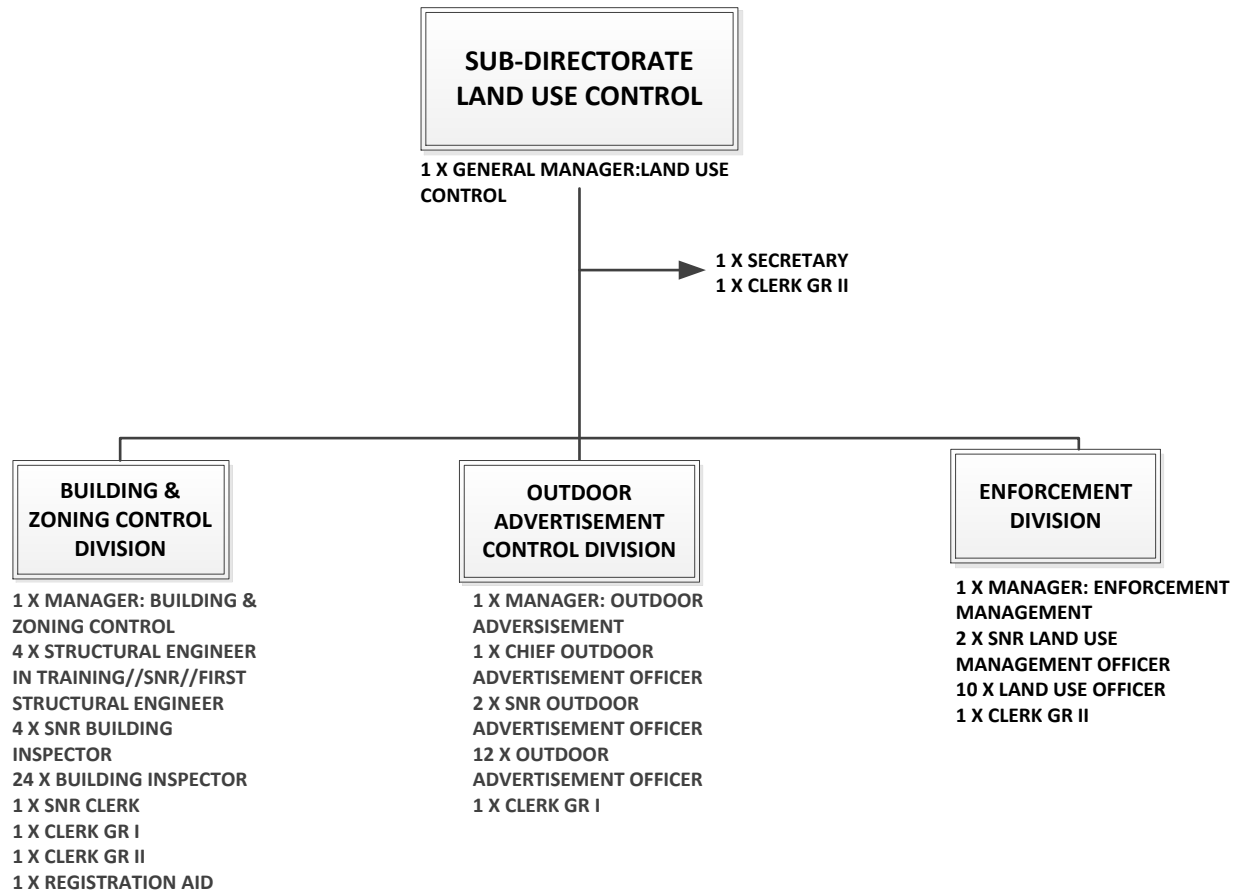 SUB-DIRECTORATE
LAND USE CONTROL
1 X GENERAL MANAGER:LAND USE
CONTROL
1 X SECRETARY
1 X CLERK GR II
BUILDING &
ZONING CONTROL
DIVISION
1 X MANAGER: BUILDING &
ZONING CONTROL
4 X STRUCTURAL ENGINEER
IN TRAINING//SNR//FIRST
STRUCTURAL ENGINEER
4 X SNR BUILDING
INSPECTOR
24 X BUILDING INSPECTOR
1 X SNR CLERK
1 X CLERK GR I
1 X CLERK GR II
1 X REGISTRATION AID
OUTDOOR
ADVERTISEMENT
CONTROL DIVISION
1 X MANAGER: OUTDOOR
ADVERSISEMENT
1 X CHIEF OUTDOOR
ADVERTISEMENT OFFICER
2 X SNR OUTDOOR
ADVERTISEMENT OFFICER
12 X OUTDOOR
ADVERTISEMENT OFFICER
1 X CLERK GR I
ENFORCEMENT
DIVISION
1 X MANAGER: ENFORCEMENT
MANAGEMENT
2 X SNR LAND USE
MANAGEMENT OFFICER
10 X LAND USE OFFICER
1 X CLERK GR II